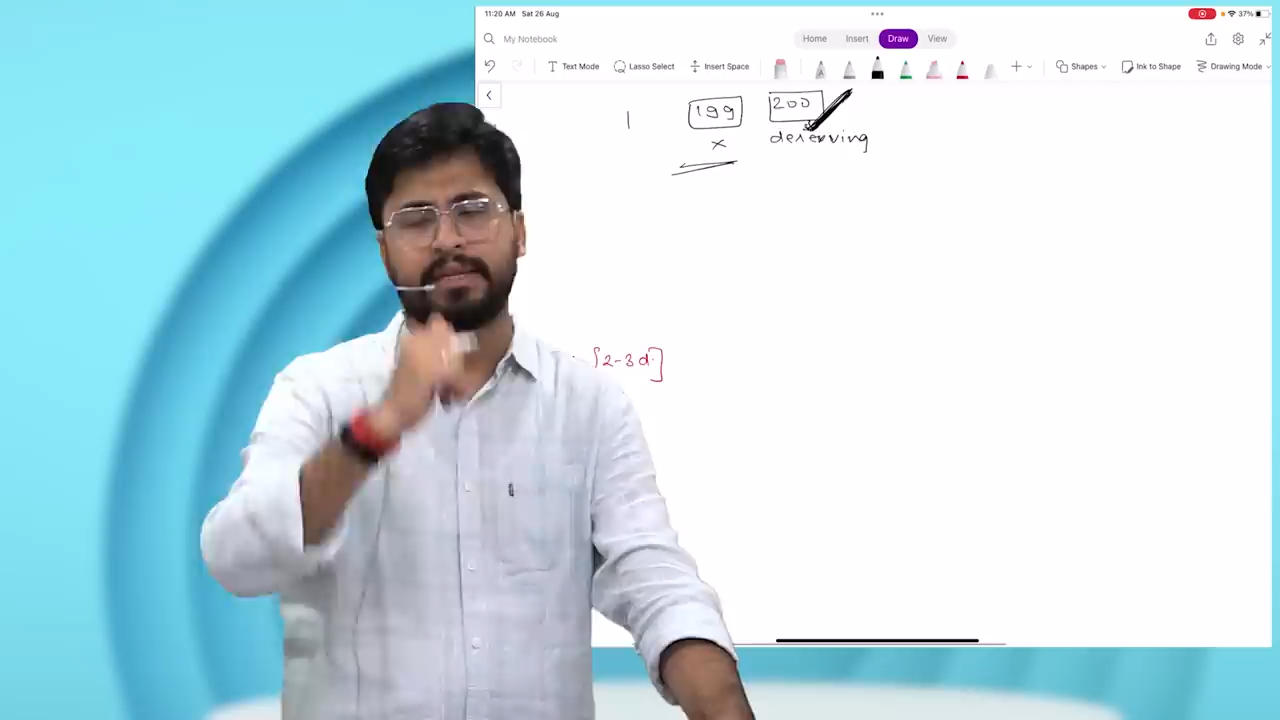 11:20 AM Sat 26 Aug
37%
My Notebook
Home Insert Draw View
Text Mode Lasso Select Insert Space Shapes Ink to Shape Drawing Mode
1 199 200
x deserving
[2-3 d.]